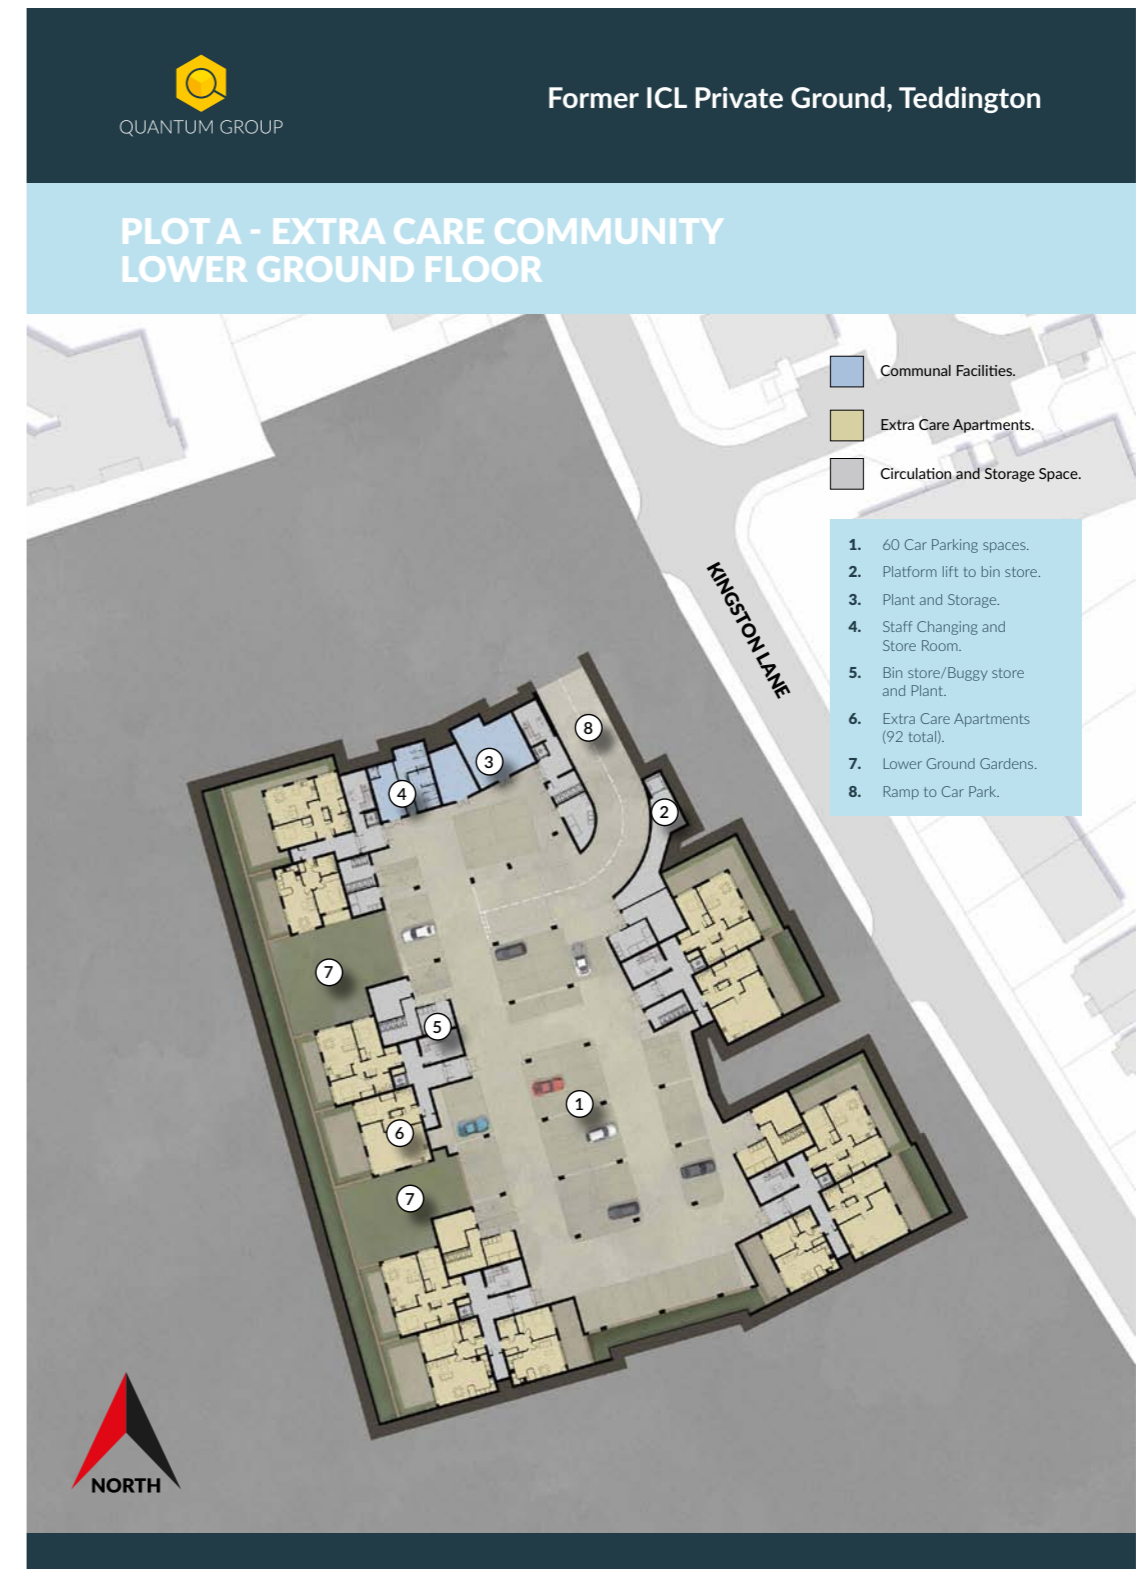 QUANTUM GROUP
Former ICL Private Ground, Teddington
PLOT A - EXTRA CARE COMMUNITY
LOWER GROUND FLOOR
Communal Facilities.
Extra Care Apartments.
Circulation and Storage Space.
1. 60 Car Parking spaces.
2. Platform lift to bin store.
3. Plant and Storage.
4. Staff Changing and
Store Room.
5. Bin store/Buggy store
and Plant.
6. Extra Care Apartments
(92 total).
7. Lower Ground Gardens.
8. Ramp to Car Park.
KINGSTON LANE
8
3
4
2
7
5
1
6
7
NORTH